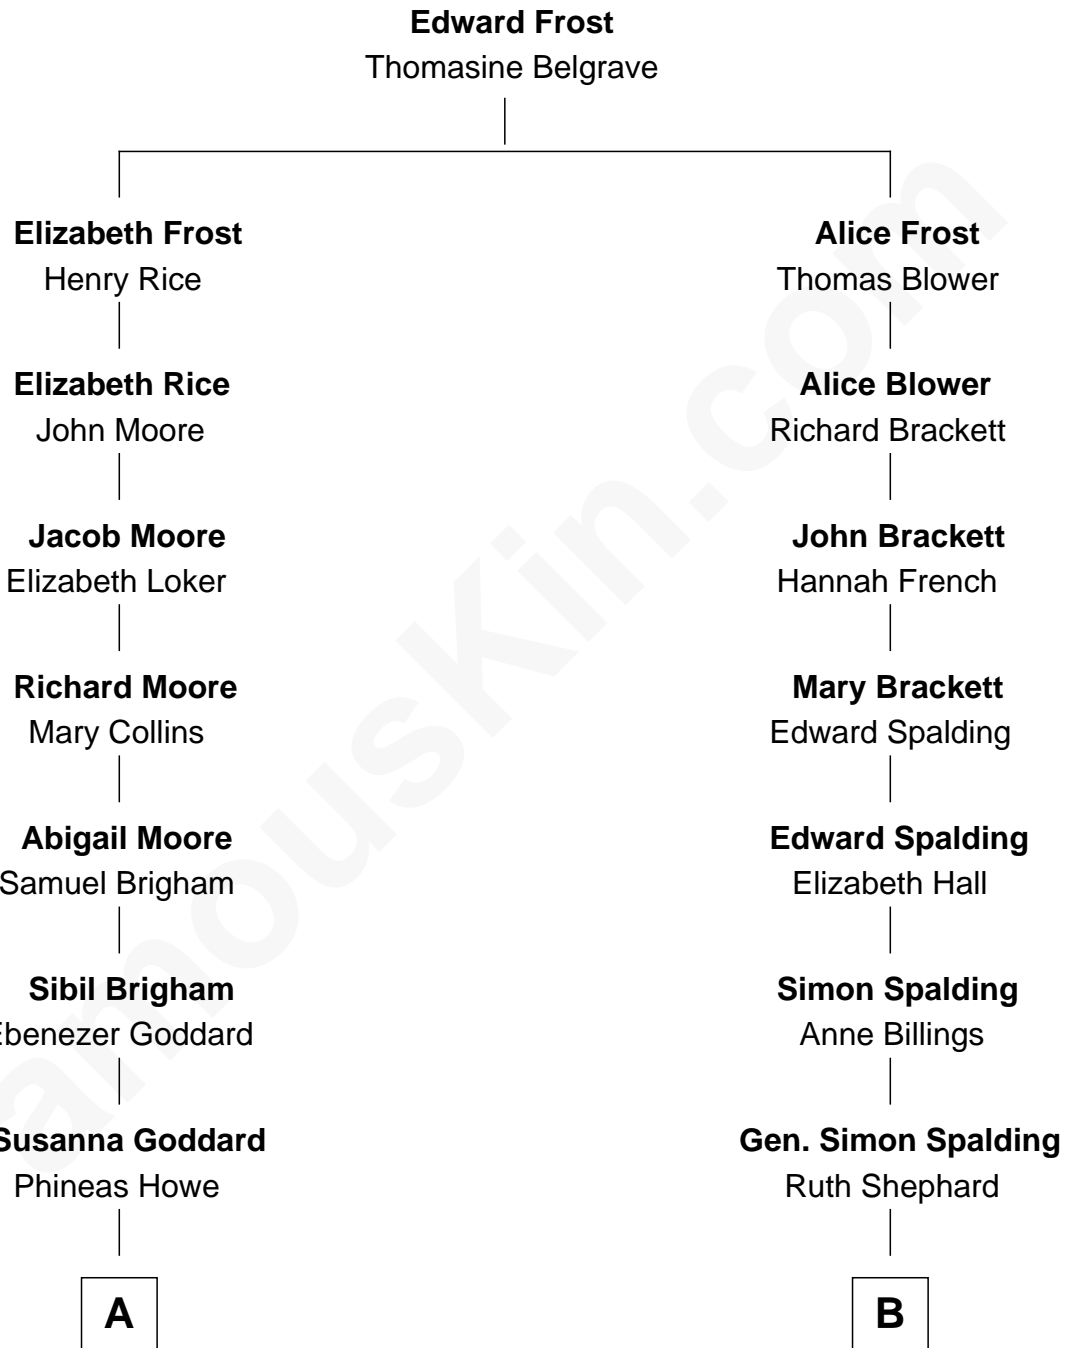 Edward Frost
Thomasine Belgrave
Elizabeth Frost
Henry Rice
Alice Frost
Thomas Blower
Elizabeth Rice
John Moore
Alice Blower
Richard Brackett
Jacob Moore
Elizabeth Loker
John Brackett
Hannah French
Richard Moore
Mary Collins
Mary Brackett
Edward Spalding
Abigail Moore
Samuel Brigham
Edward Spalding
Elizabeth Hall
Sibil Brigham
Ebenezer Goddard
Simon Spalding
Anne Billings
Susanna Goddard
Phineas Howe
Gen. Simon Spalding
Ruth Shephard
A
B
amouskin.com